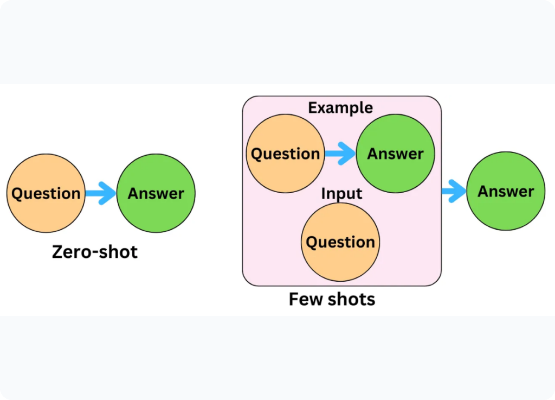 Question
Answer
Zero-shot
Example
Question
Answer
Input
Question
Few shots
Answer